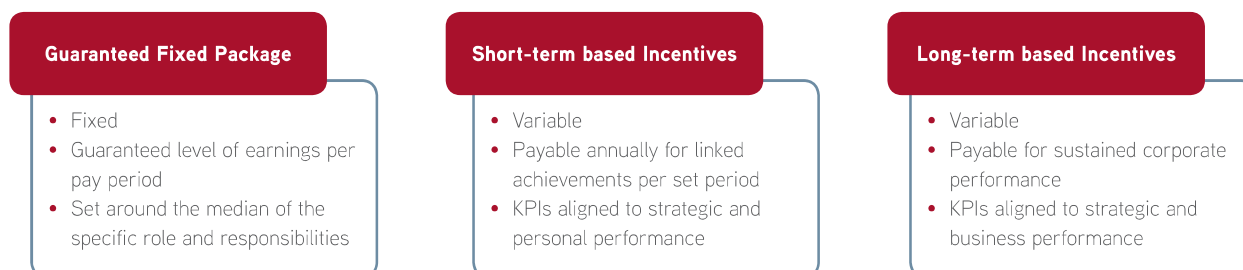 Guaranteed Fixed Package
• Fixed
• Guaranteed level of earnings per
pay period
• Set around the median of the
specific role and responsibilities
Short-term based Incentives
• Variable
• Payable annually for linked
achievements per set period
• KPIs aligned to strategic and
personal performance
Long-term based Incentives
• Variable
• Payable for sustained corporate
performance
• KPIs aligned to strategic and
business performance